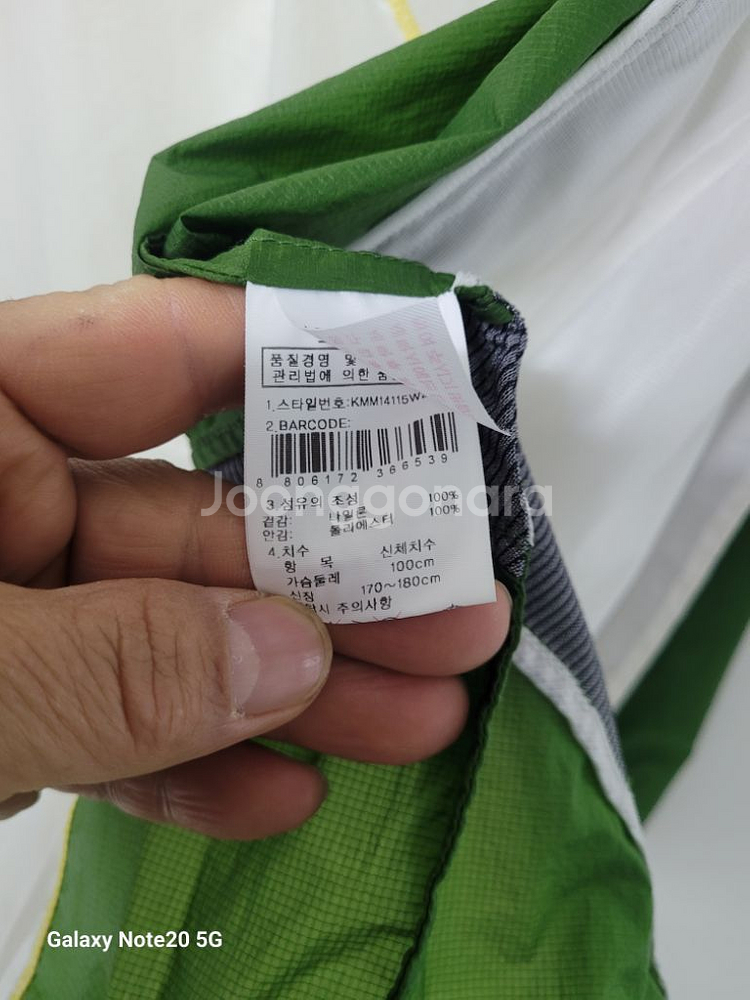 품질경영 및
관리법에 의한 품
1.스타일번호:KMM14115W
2.BARCODE:
8 806172 366539
3.섬유의 조성
겉감: 나일론 100%
안감: 폴리에스터 100%
4.치수
항 목 신체치수
가슴둘레 100cm
신장 170~180cm
주의사항
Joonggonara
Galaxy Note20 5G